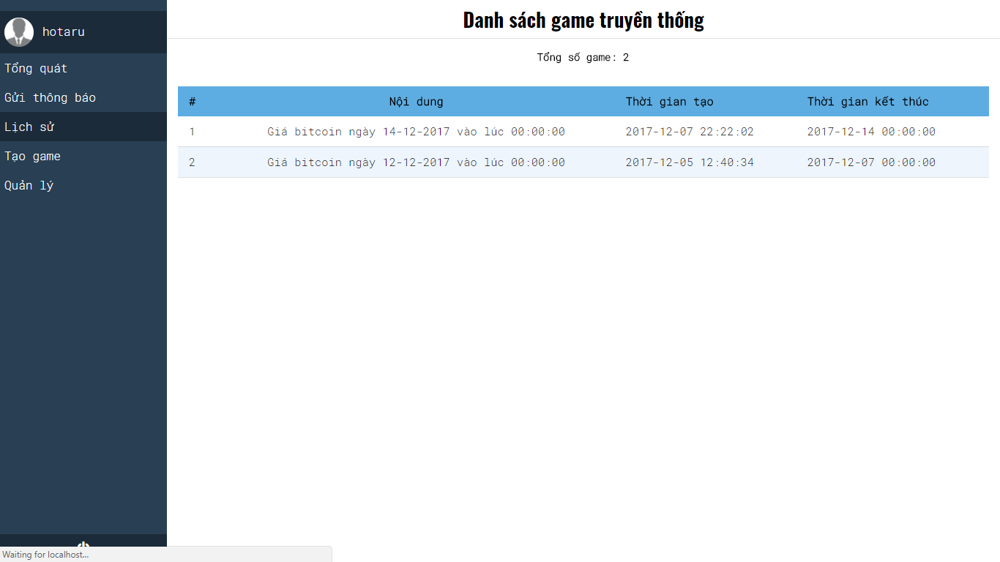 hotaru
Tổng quát
Gửi thông báo
Lịch sử
Tạo game
Quản lý
Danh sách game truyền thống
Tổng số game: 2
# Nội dung Thời gian tạo Thời gian kết thúc
1 Giá bitcoin ngày 14-12-2017 vào lúc 00:00:00 2017-12-07 22:22:02 2017-12-14 00:00:00
2 Giá bitcoin ngày 12-12-2017 vào lúc 00:00:00 2017-12-05 12:40:34 2017-12-07 00:00:00
Waiting for localhost...